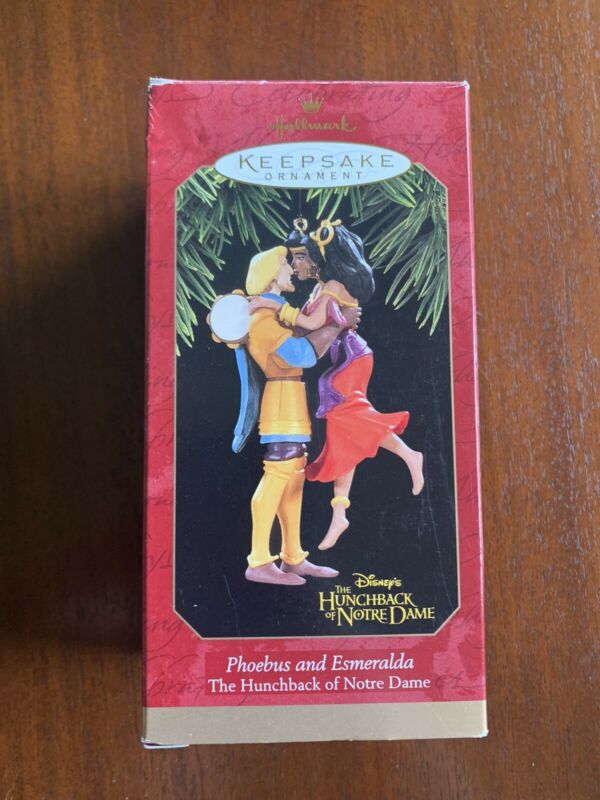 Hallmark
KEEPSAKE
ORNAMENT
DISNEY'S
THE
HUNCHBACK
OF NOTRE DAME
Phoebus and Esmeralda
The Hunchback of Notre Dame